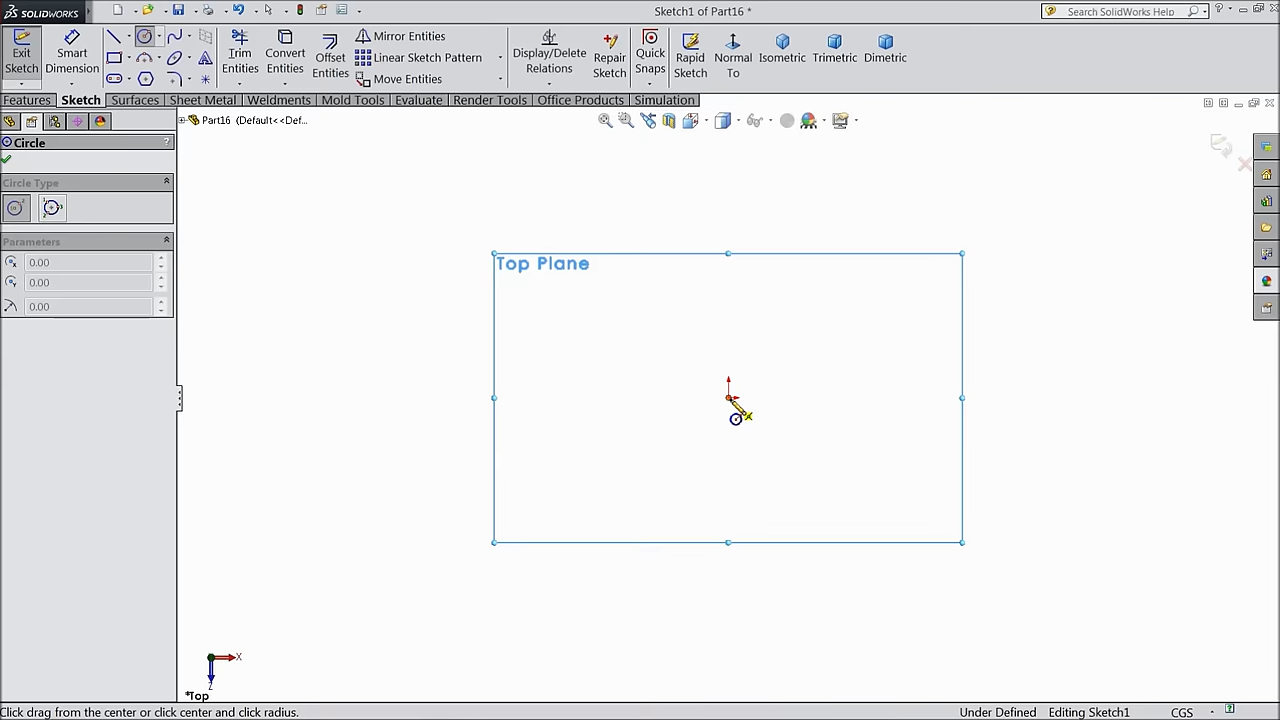 SOLIDWORKS
Sketch1 of Part16 *
Search SolidWorks Help
Exit Sketch
Smart Dimension
Trim Entities
Convert Entities
Offset Entities
Mirror Entities
Linear Sketch Pattern
Move Entities
Display/Delete Relations
Repair Sketch
Quick Snaps
Rapid Sketch
Normal To
Isometric
Trimetric
Dimetric
Features
Sketch
Surfaces
Sheet Metal
Weldments
Mold Tools
Evaluate
Render Tools
Office Products
Simulation
Part16 (Default<<Def...
Circle
?
Circle Type
Parameters
0.00
0.00
0.00
Top Plane
X
Z
*Top
Click drag from the center or click center and click radius.
Under Defined
Editing Sketch1
CGS